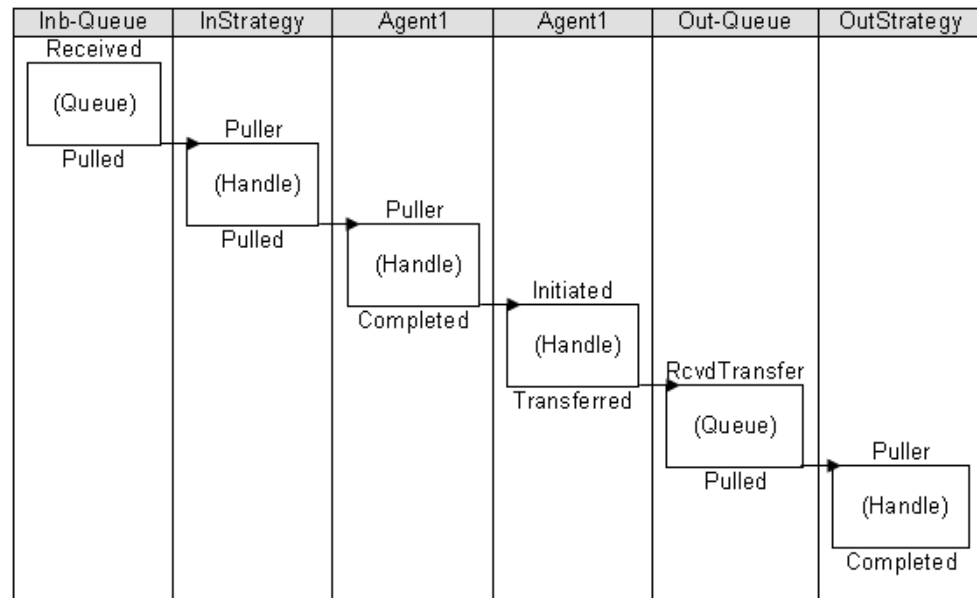 Inb-Queue InStrategy Agent1 Agent1 Out-Queue OutStrategy
Received
(Queue)
Pulled
Puller
(Handle)
Pulled
Puller
(Handle)
Completed
Initiated
(Handle)
Transferred
RcvdTransfer
(Queue)
Pulled
Puller
(Handle)
Completed